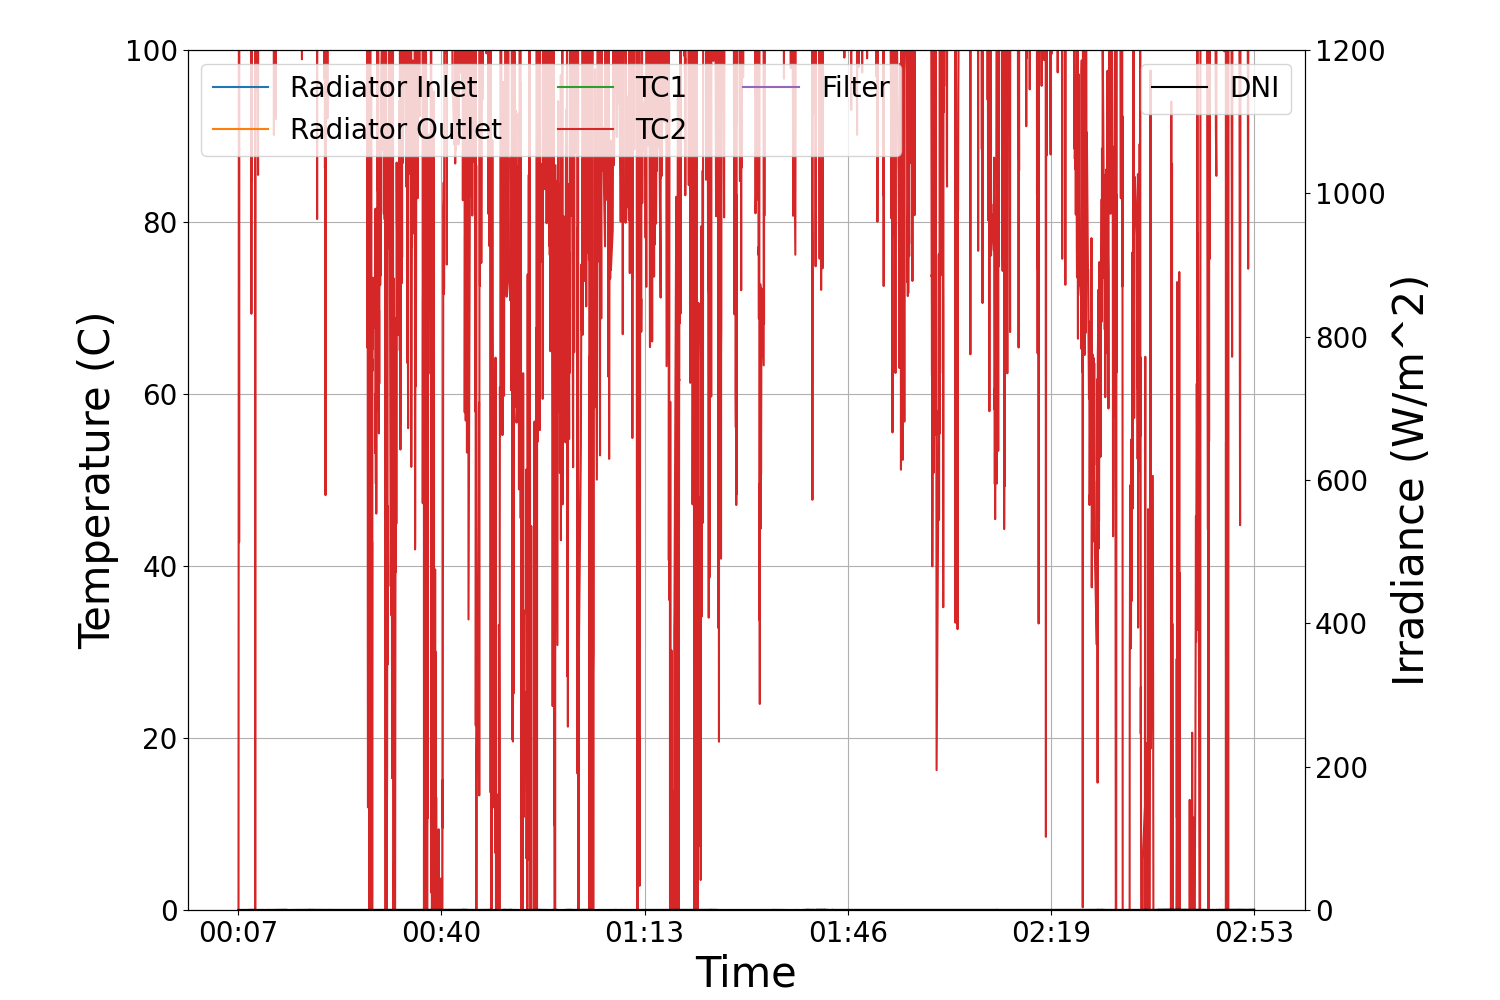 100
80
60
40
20
0
Temperature (C)
Radiator Inlet
Radiator Outlet
TC1
TC2
Filter
DNI
1200
1000
800
600
400
200
0
Irradiance (W/m^2)
00:07
00:40
01:13
01:46
02:19
02:53
Time